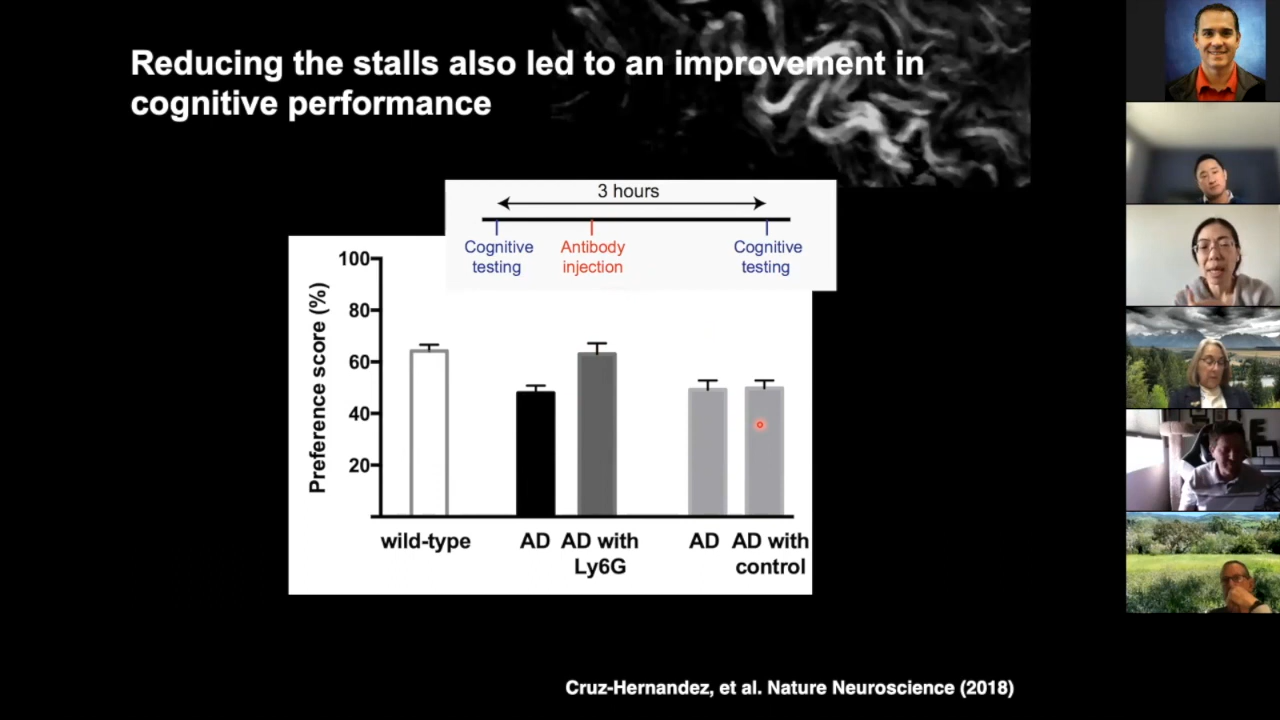 Reducing the stalls also led to an improvement in
cognitive performance
3 hours
Cognitive
testing
Antibody
injection
Cognitive
testing
Preference score (%)
100
80
60
40
20
wild-type
AD
AD with
Ly6G
AD
AD with
control
Cruz-Hernandez, et al. Nature Neuroscience (2018)